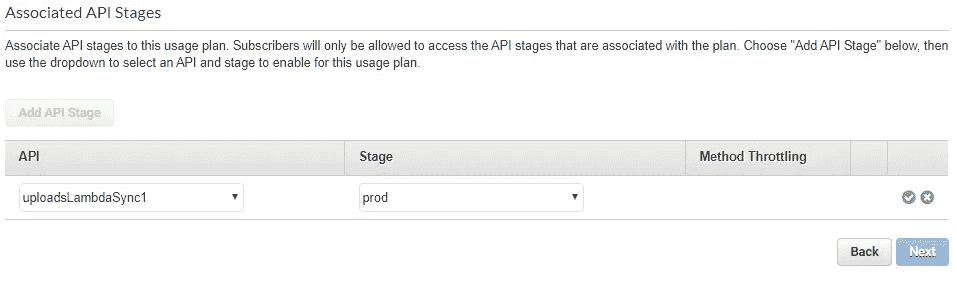 Associated API Stages
Associate API stages to this usage plan. Subscribers will only be allowed to access the API stages that are associated with the plan. Choose "Add API Stage" below, then
use the dropdown to select an API and stage to enable for this usage plan.
Add API Stage
API Stage Method Throttling
uploadsLambdaSync1 prod
Back Next